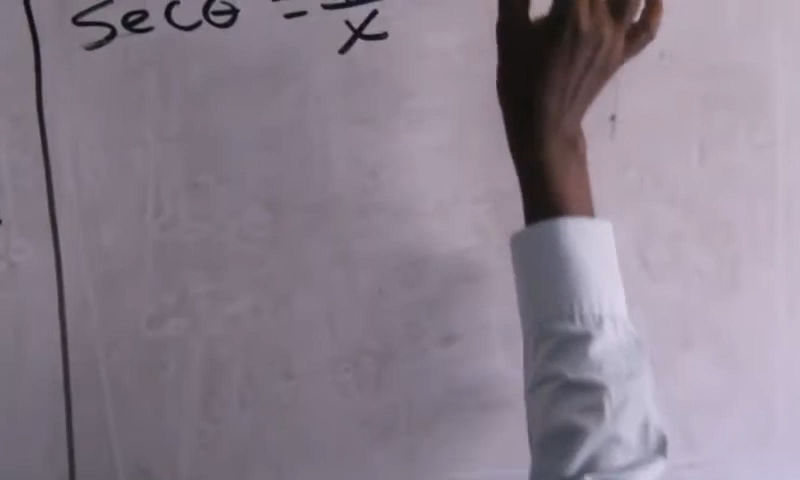 Secθ = /x